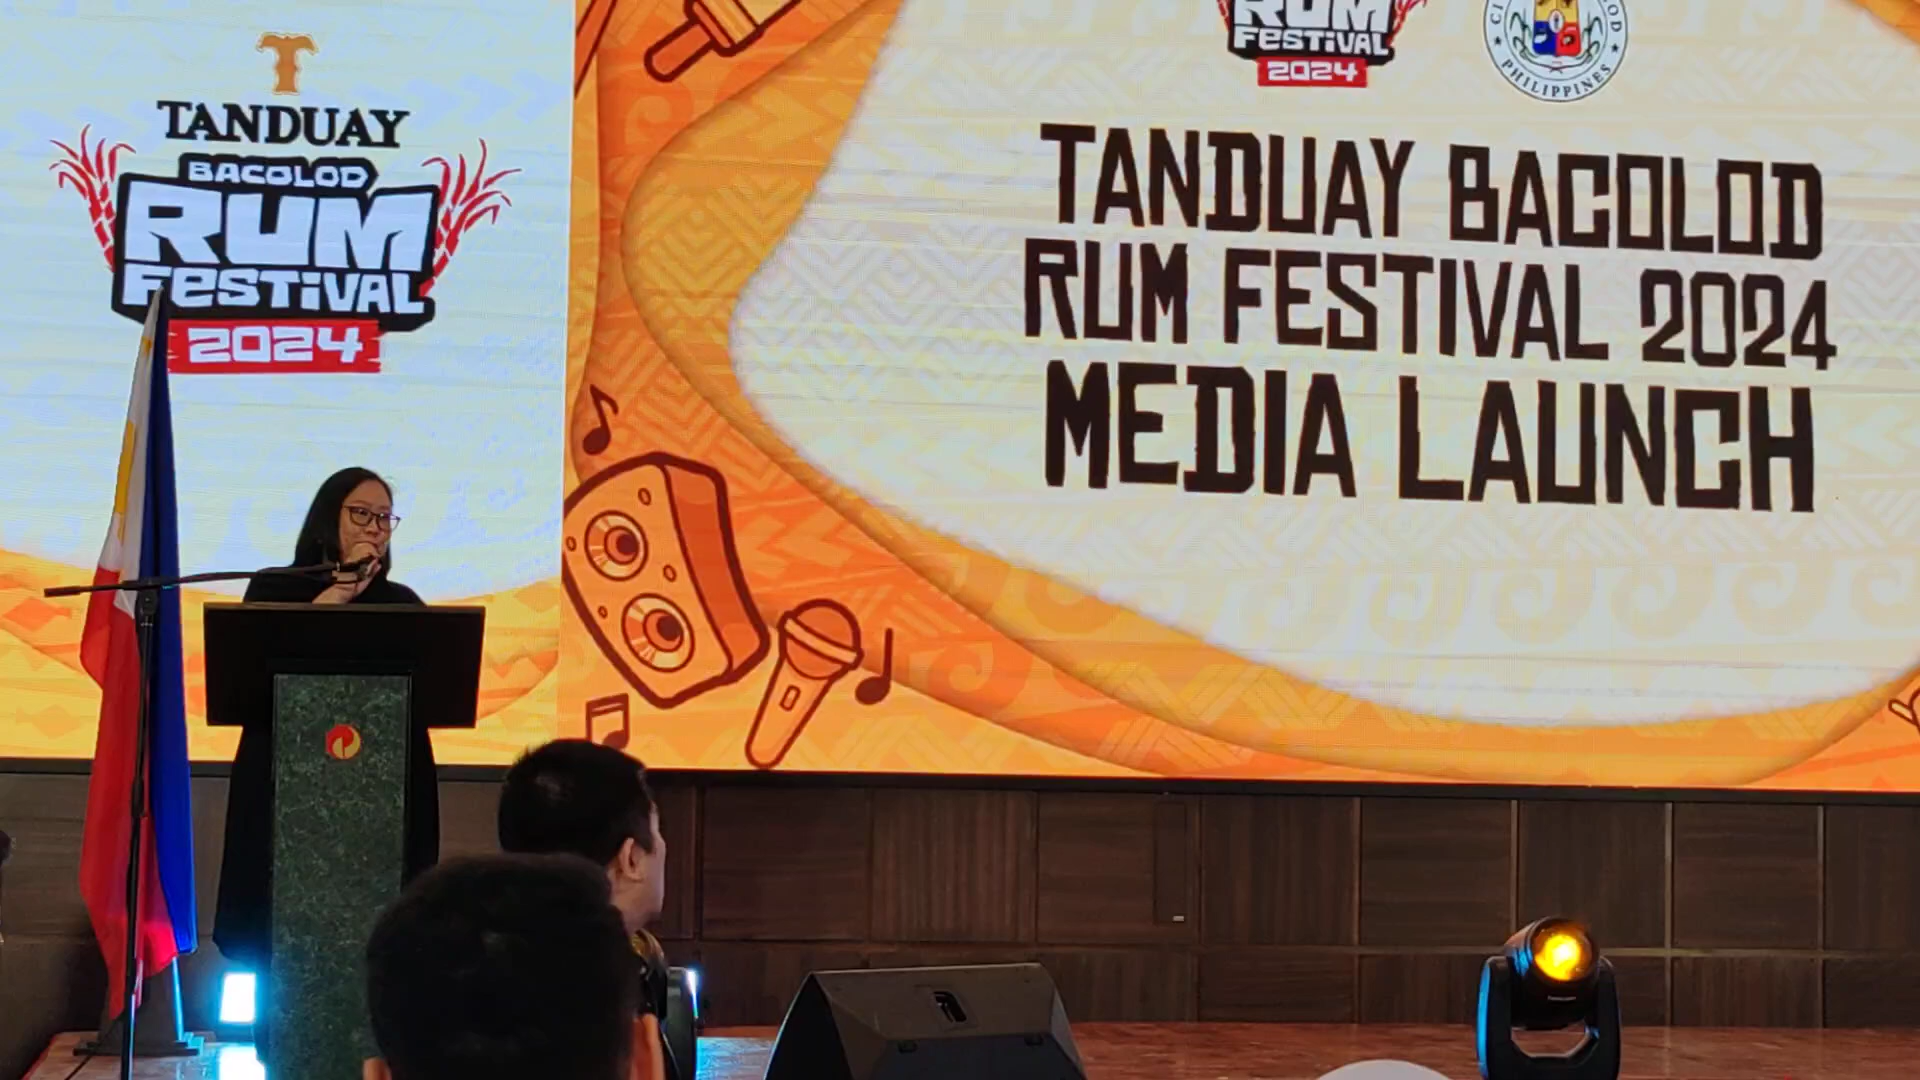 TANDUAY
BACOLOD
RUM
FESTIVAL
2024
RUM
FESTIVAL
2024
PHILIPPINES
TANDUAY BACOLOD
RUM FESTIVAL 2024
MEDIA LAUNCH